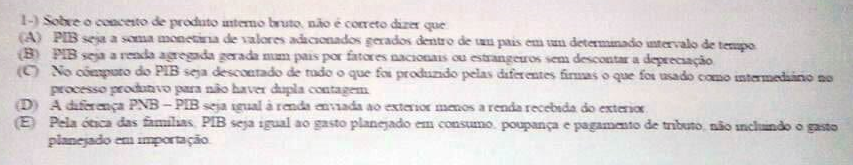 1-) Sobre o conceito de produto interno bruto, não é correto dizer que
(A) PIB seja a soma monetária de valores adicionados gerados dentro de um país em um determinado intervalo de tempo.
(B) PIB seja a renda agregada gerada num país por fatores nacionais ou estrangeiros sem descontar a depreciação.
(C) No cômputo do PIB seja descontado de tudo o que foi produzido pelas diferentes firmas o que foi usado como intermediário no
processo produtivo para não haver dupla contagem.
(D) A diferença PNB – PIB seja igual à renda enviada ao exterior menos a renda recebida do exterior.
(E) Pela ótica das famílias, PIB seja igual ao gasto planejado em consumo, poupança e pagamento de tributo, não incluindo o gasto
planejado em importação.